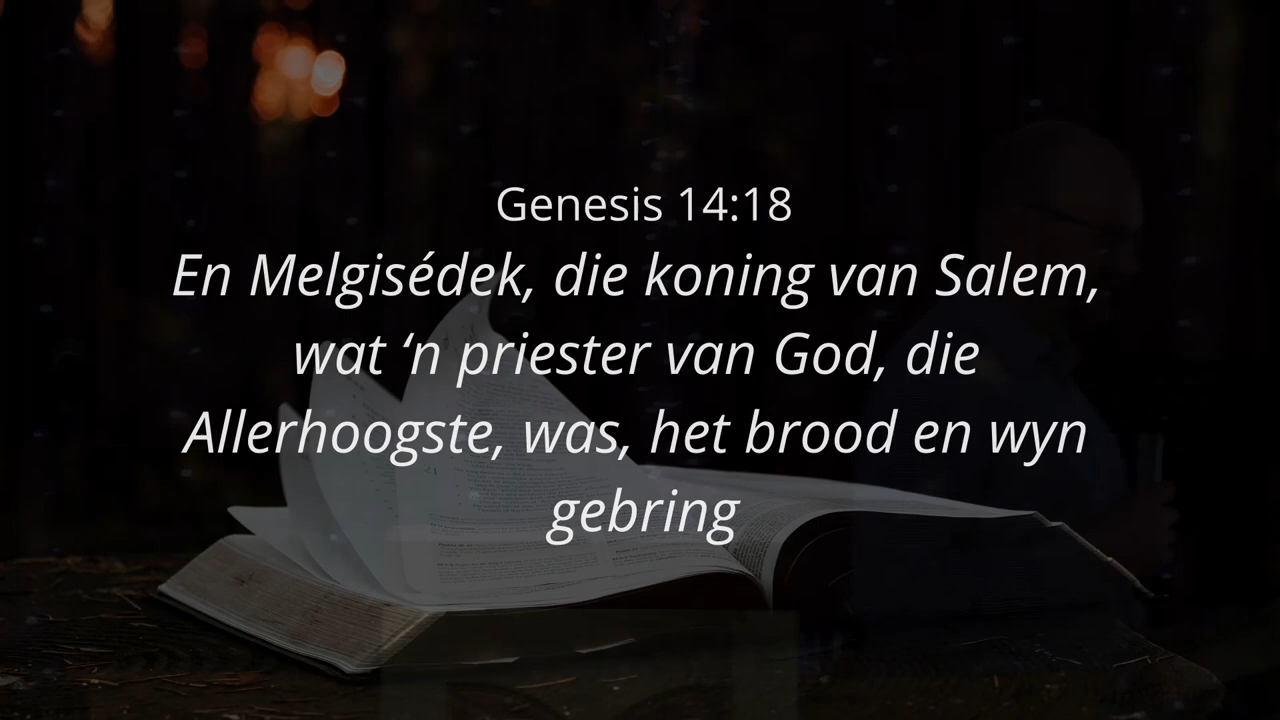 Genesis 14:18
En Melgisédek, die koning van Salem,
wat ‘n priester van God, die
Allerhoogste, was, het brood en wyn
gebring